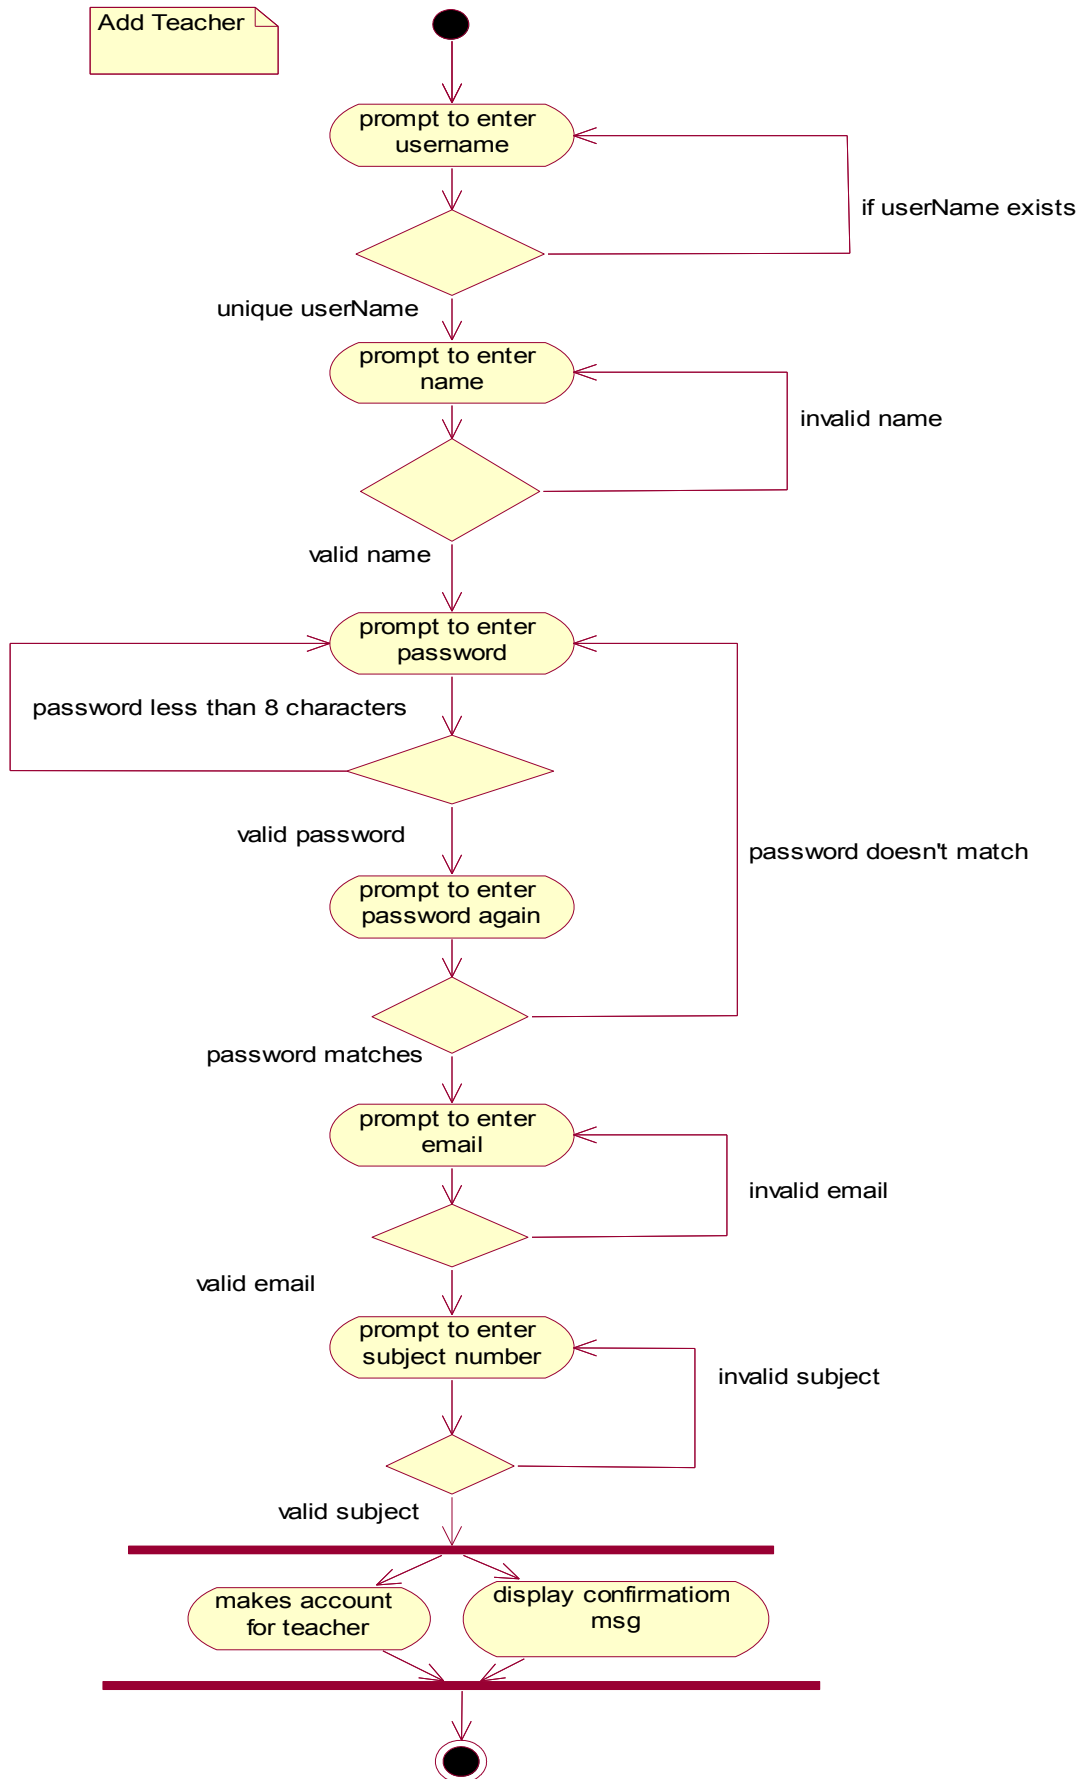 Add Teacher
prompt to enter
username
if userName exists
unique userName
prompt to enter
name
invalid name
valid name
prompt to enter
password
password less than 8 characters
valid password
password doesn't match
prompt to enter
password again
password matches
prompt to enter
email
invalid email
valid email
prompt to enter
subject number
invalid subject
valid subject
makes account
for teacher
display confirmatiom
msg